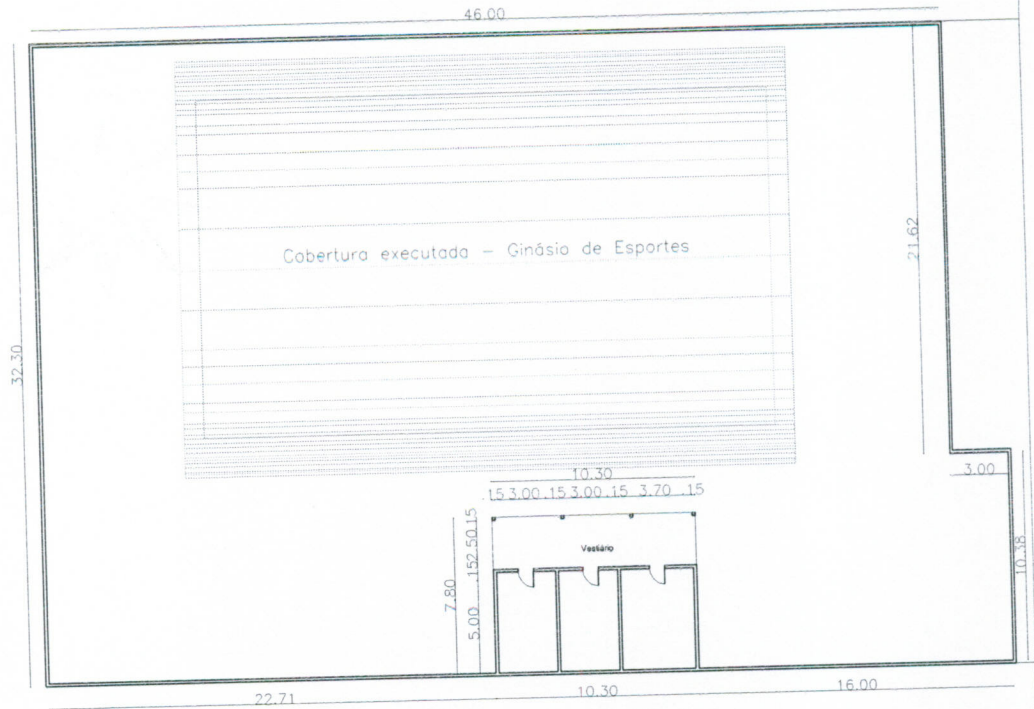 46.00
Cobertura executada – Ginásio de Esportes
21.62
32.30
3.00
10.30
.15 3.00 .15 3.00 .15 3.70 .15
Vestiário
7.80
5.00 .15 2.50 .15
10.38
22.71
10.30
16.00